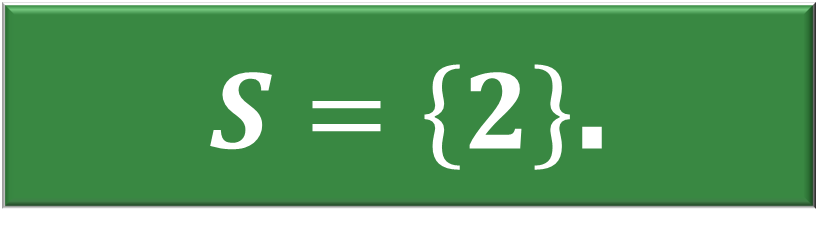 S = {2}.